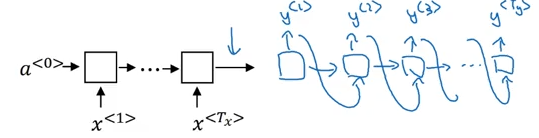 y<1> y<2> y<3> y<Ty>
a<0> ... ...
x<1> x<Tx>